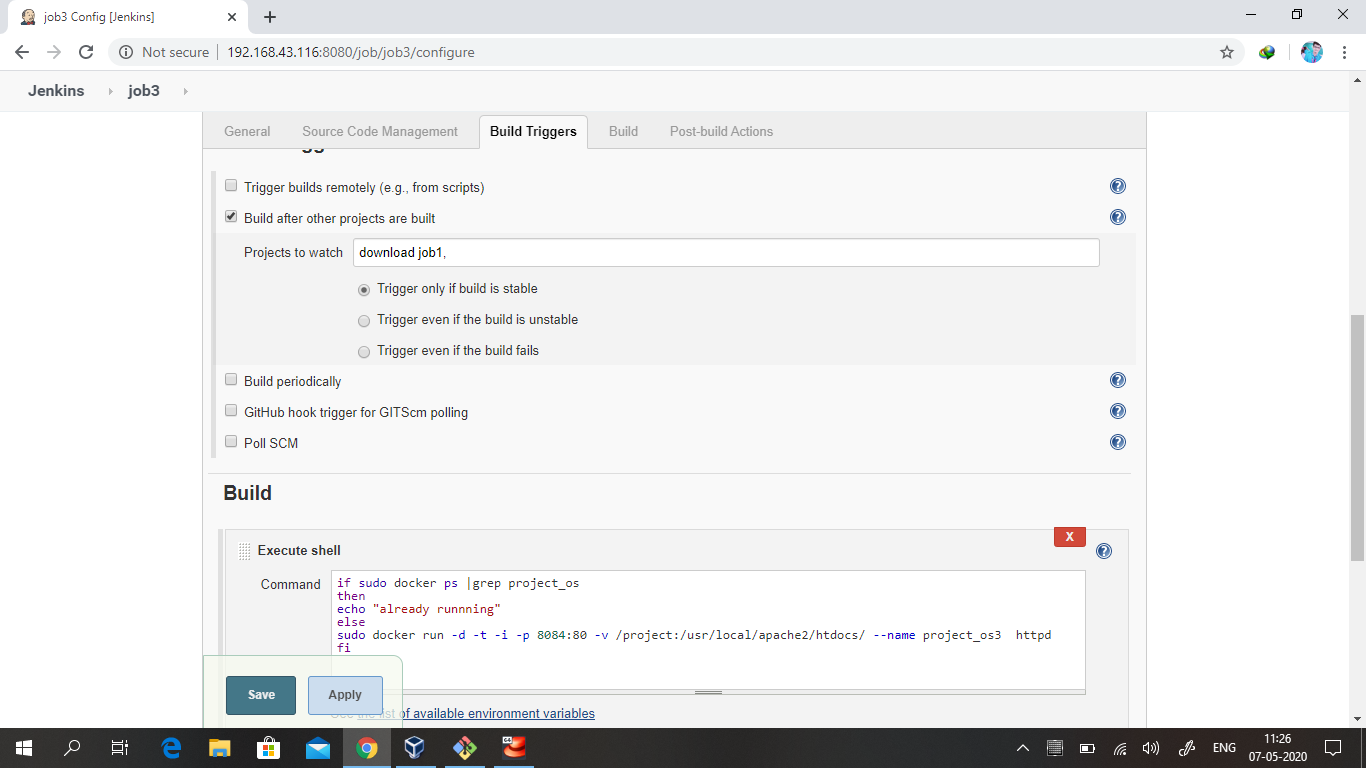 job3 Config [Jenkins]
Not secure
192.168.43.116:8080/job/job3/configure
Jenkins
job3
General
Source Code Management
Build Triggers
Build
Post-build Actions
Trigger builds remotely (e.g., from scripts)
Build after other projects are built
Projects to watch
download job1,
Trigger only if build is stable
Trigger even if the build is unstable
Trigger even if the build fails
Build periodically
GitHub hook trigger for GITScm polling
Poll SCM
Build
X
Execute shell
Command
if sudo docker ps |grep project_os
then
echo "already runnning"
else
sudo docker run -d -t -i -p 8084:80 -v /project:/usr/local/apache2/htdocs/ --name project_os3  httpd
fi
Save
Apply
See the list of available environment variables
ENG
11:26
07-05-2020